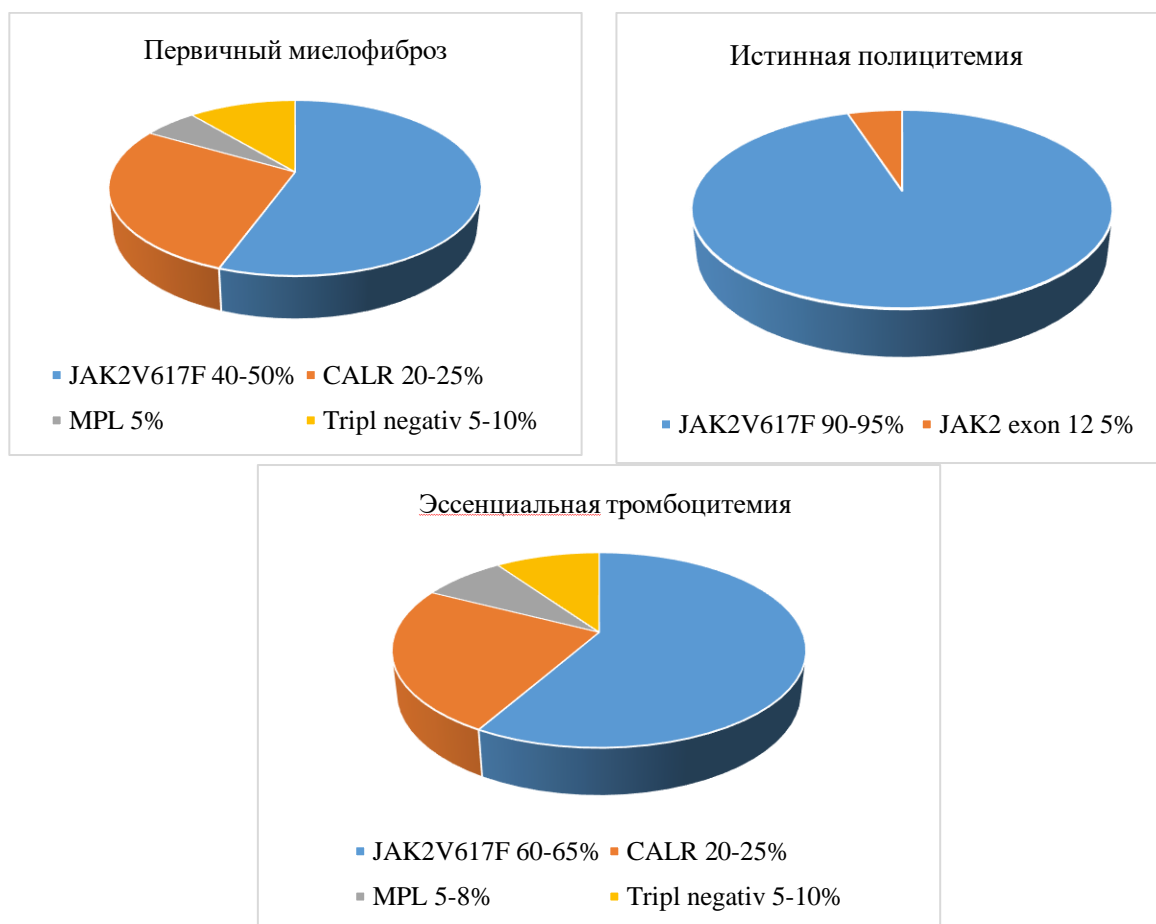 Первичный миелофиброз
JAK2V617F 40-50% CALR 20-25%
MPL 5% Tripl negativ 5-10%
Истинная полицитемия
JAK2V617F 90-95% JAK2 exon 12 5%
Эссенциальная тромбоцитемия
JAK2V617F 60-65% CALR 20-25%
MPL 5-8% Tripl negativ 5-10%